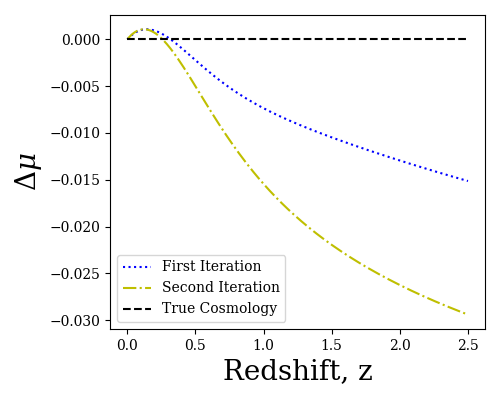 0.000
−0.005
−0.010
−0.015
−0.020
−0.025
−0.030
Δμ
First Iteration
Second Iteration
True Cosmology
0.0 0.5 1.0 1.5 2.0 2.5
Redshift, z